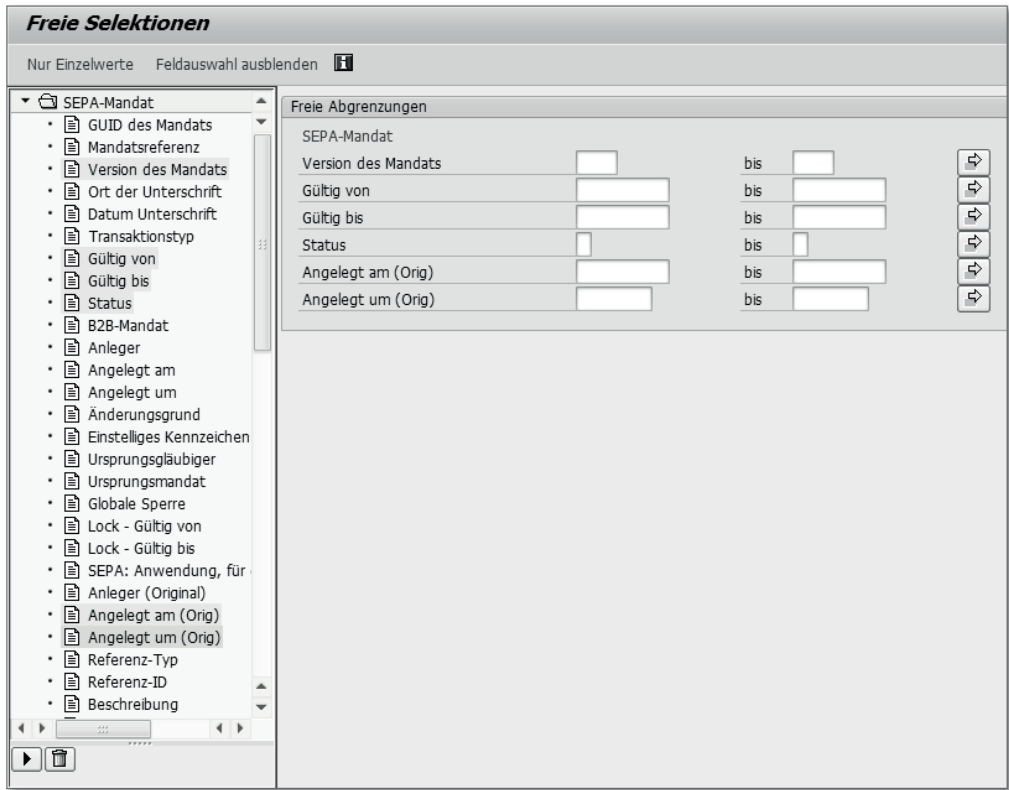 Freie Selektionen
Nur Einzelwerte Feldauswahl ausblenden
SEPA-Mandat
GUID des Mandats
Mandatsreferenz
Version des Mandats
Ort der Unterschrift
Datum Unterschrift
Transaktionstyp
Gültig von
Gültig bis
Status
B2B-Mandat
Anleger
Angelegt am
Angelegt um
Änderungsgrund
Einstelliges Kennzeichen
Ursprungsgläubiger
Ursprungsmandat
Globale Sperre
Lock - Gültig von
Lock - Gültig bis
SEPA: Anwendung, für
Anleger (Original)
Angelegt am (Orig)
Angelegt um (Orig)
Referenz-Typ
Referenz-ID
Beschreibung
Freie Abgrenzungen
SEPA-Mandat
Version des Mandats bis
Gültig von bis
Gültig bis bis
Status bis
Angelegt am (Orig) bis
Angelegt um (Orig) bis